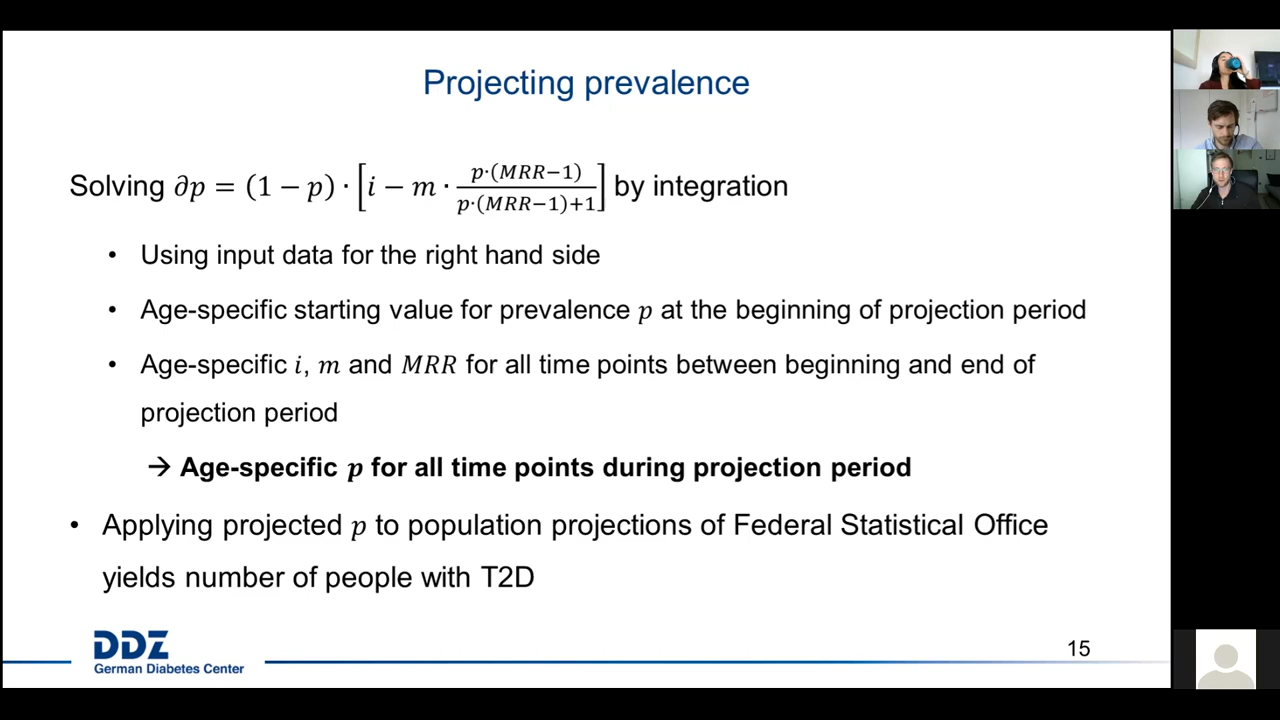 Projecting prevalence
Solving ∂p = (1 − p) · [i − m · p·(MRR−1) / p·(MRR−1)+1] by integration
• Using input data for the right hand side
• Age-specific starting value for prevalence p at the beginning of projection period
• Age-specific i, m and MRR for all time points between beginning and end of
projection period
→ Age-specific p for all time points during projection period
• Applying projected p to population projections of Federal Statistical Office
yields number of people with T2D
DDZ
German Diabetes Center
15